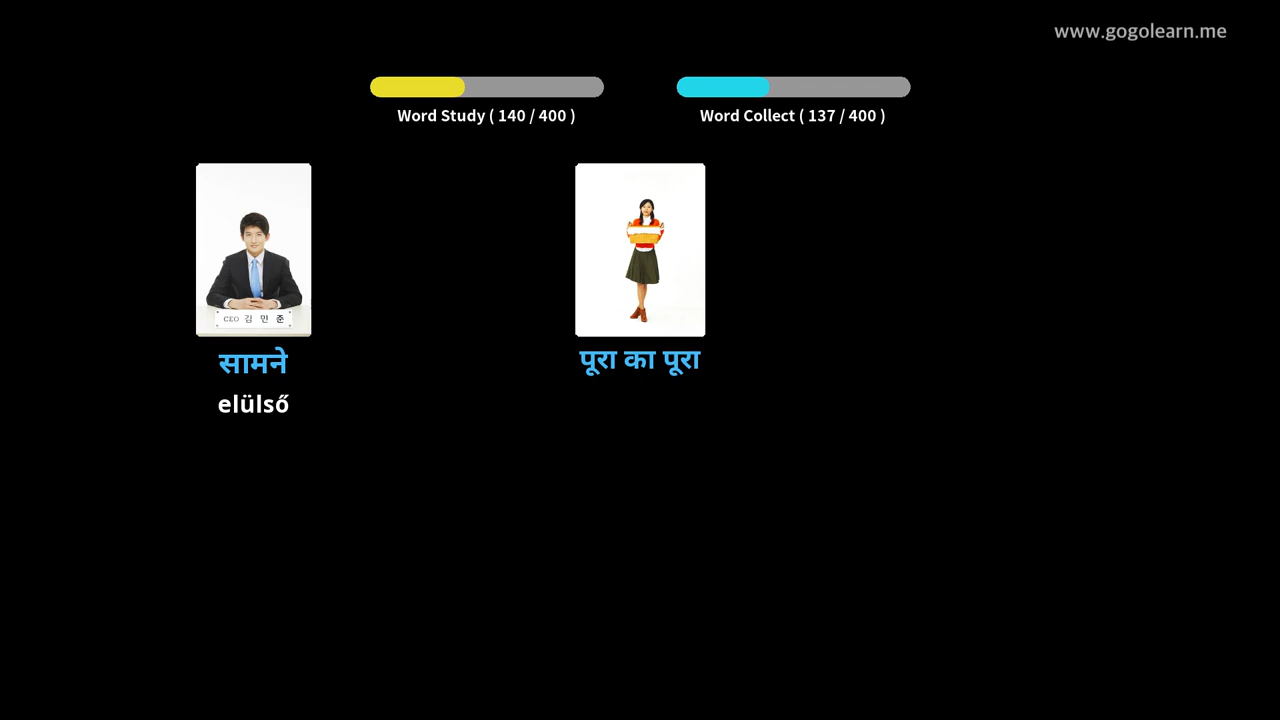 www.gogolearn.me
Word Study ( 140 / 400 )
Word Collect ( 137 / 400 )
CEO 김 민 준
सामने
elülső
पूरा का पूरा